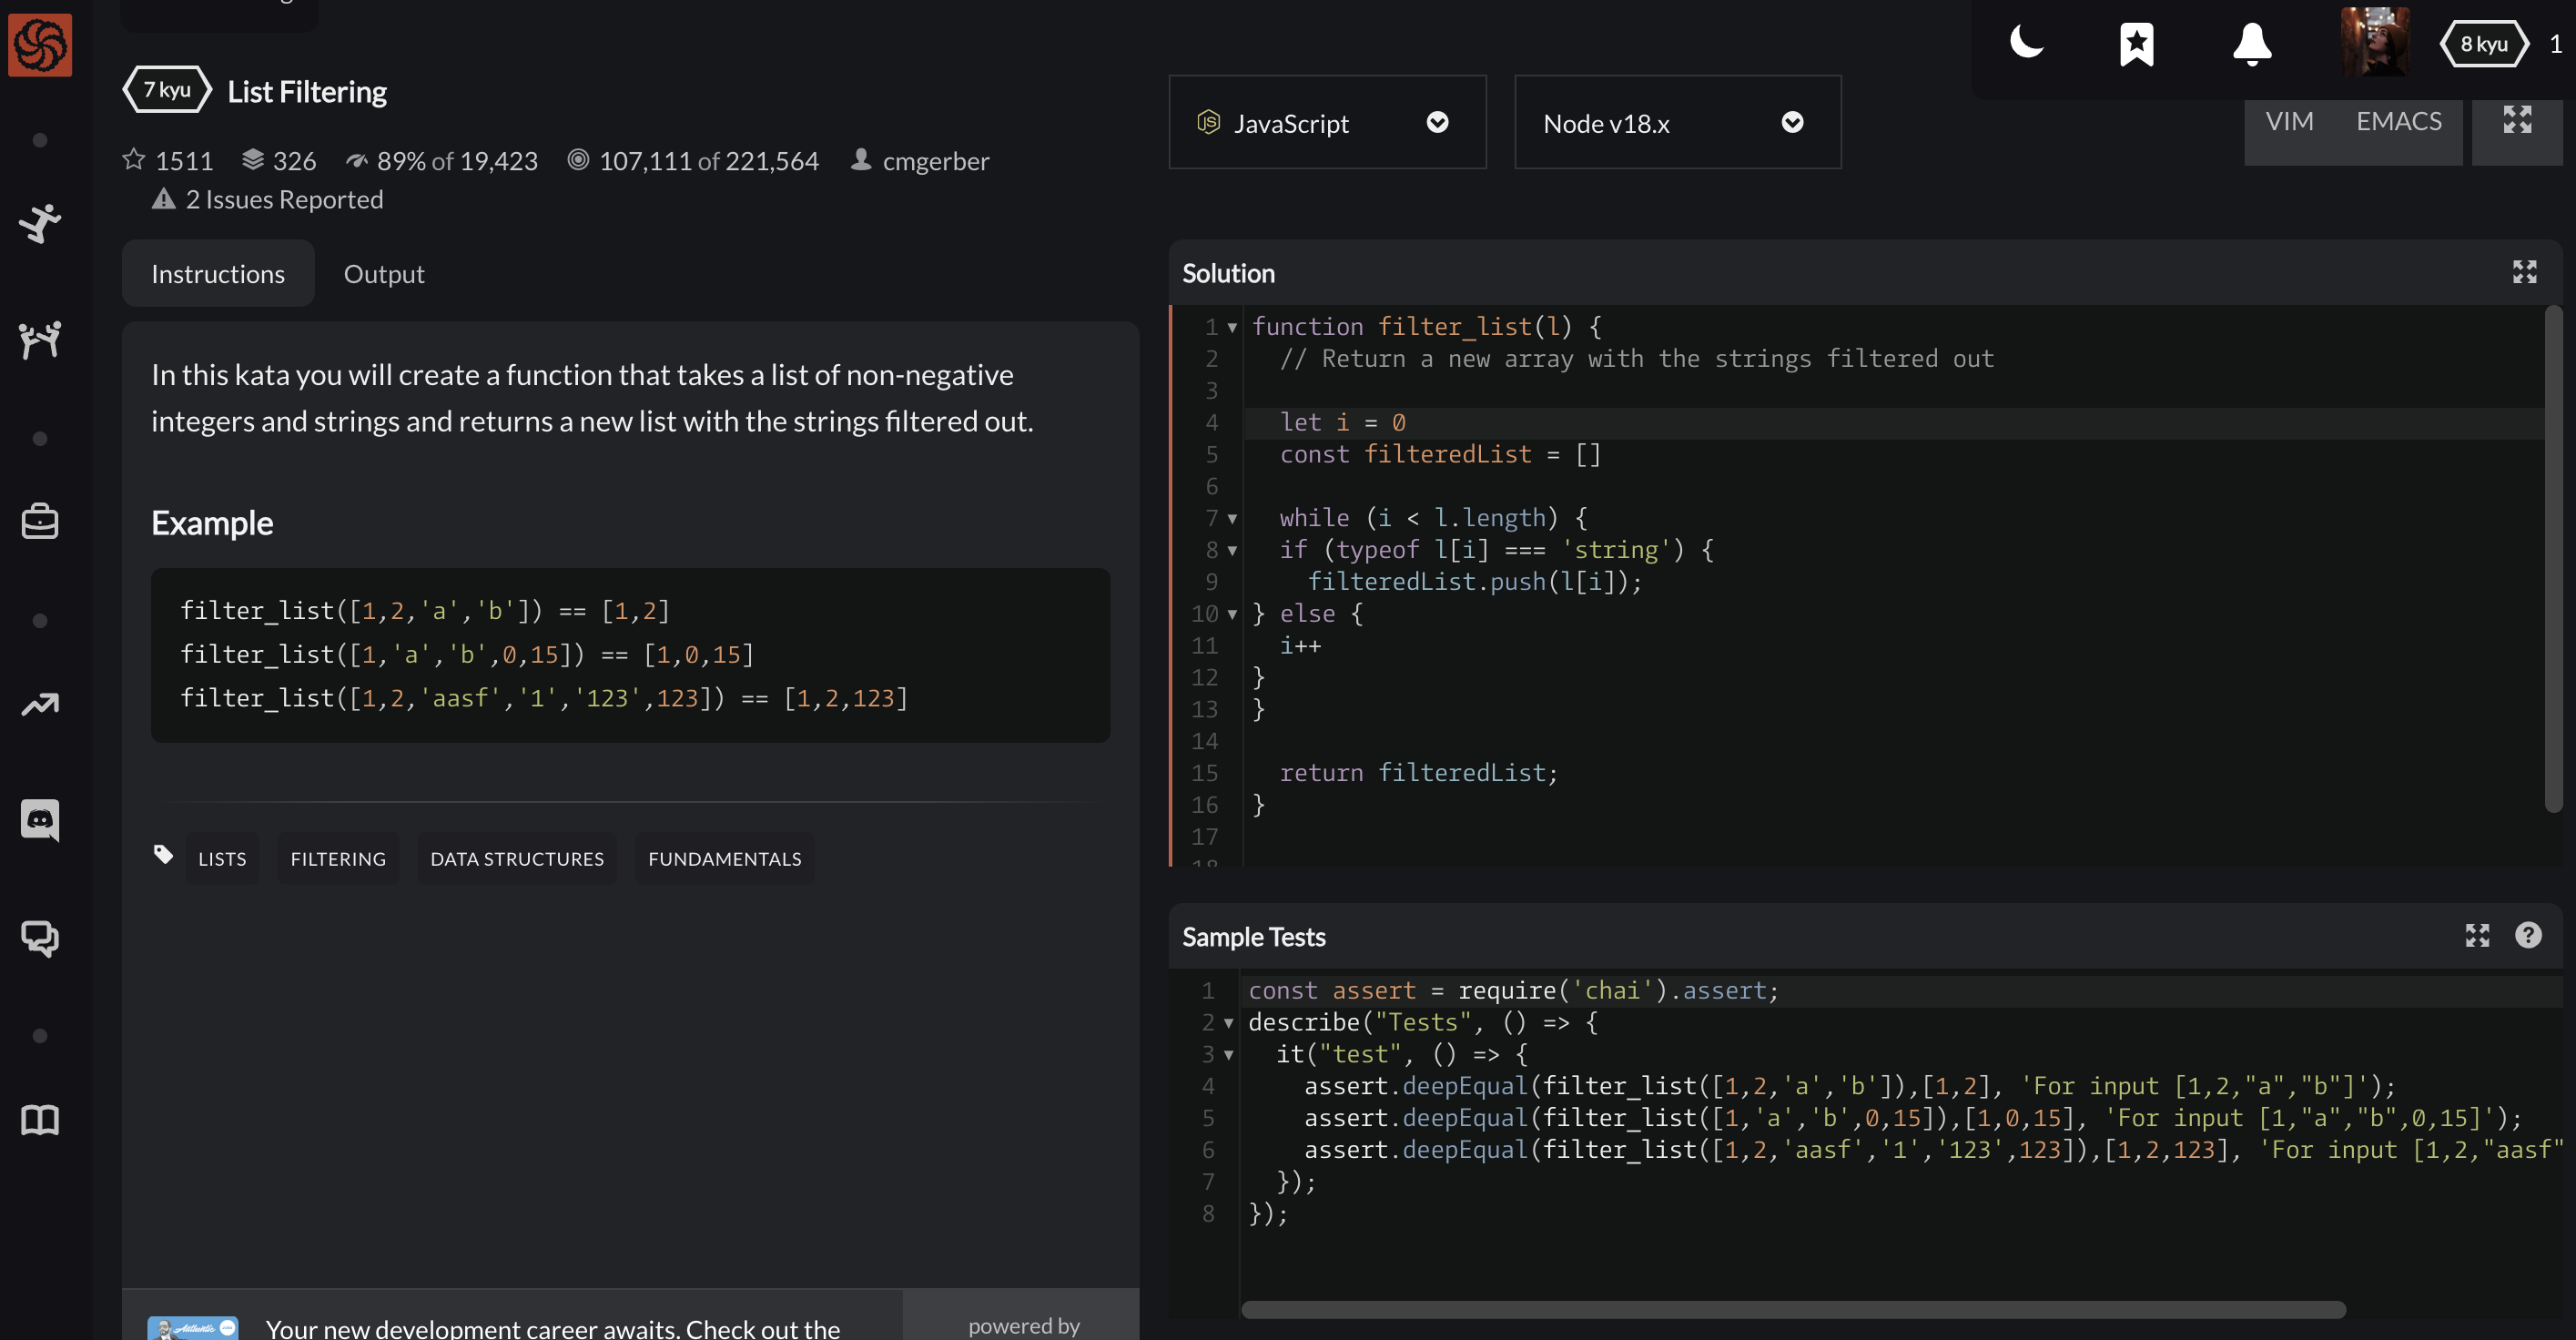 7 kyu List Filtering
1511 326 89% of 19,423 107,111 of 221,564 cmgerber
2 Issues Reported
Instructions Output
In this kata you will create a function that takes a list of non-negative
integers and strings and returns a new list with the strings filtered out.
Example
filter_list([1,2,'a','b']) == [1,2]
filter_list([1,'a','b',0,15]) == [1,0,15]
filter_list([1,2,'aasf','1','123',123]) == [1,2,123]
LISTS FILTERING DATA STRUCTURES FUNDAMENTALS
Your new development career awaits. Check out the
powered by
8 kyu 1
JS JavaScript Node v18.x VIM EMACS
Solution
1 function filter_list(l) {
2 // Return a new array with the strings filtered out
3
4 let i = 0
5 const filteredList = []
6
7 while (i < l.length) {
8 if (typeof l[i] === 'string') {
9 filteredList.push(l[i]);
10 } else {
11 i++
12 }
13 }
14
15 return filteredList;
16 }
17
18
Sample Tests ?
1 const assert = require('chai').assert;
2 describe("Tests", () => {
3 it("test", () => {
4 assert.deepEqual(filter_list([1,2,'a','b']),[1,2], 'For input [1,2,"a","b"]');
5 assert.deepEqual(filter_list([1,'a','b',0,15]),[1,0,15], 'For input [1,"a","b",0,15]');
6 assert.deepEqual(filter_list([1,2,'aasf','1','123',123]),[1,2,123], 'For input [1,2,"aasf"
7 });
8 });